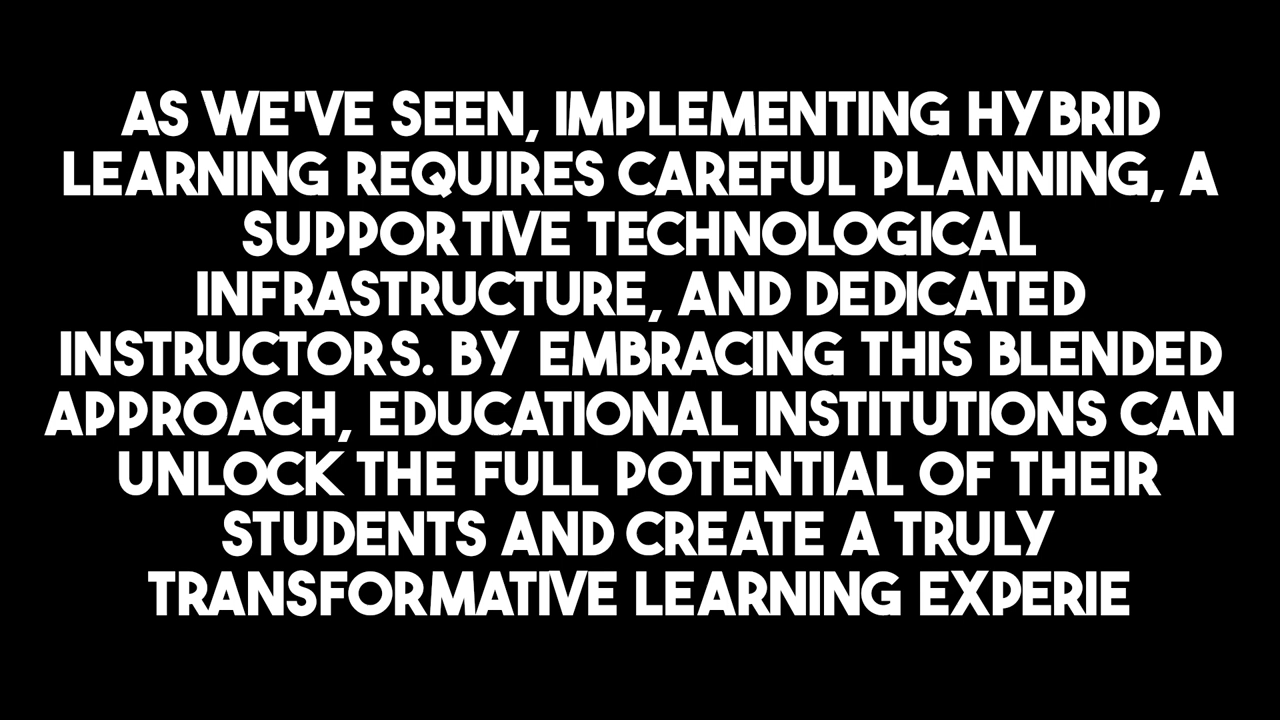 AS WE'VE SEEN, IMPLEMENTING HYBRID
LEARNING REQUIRES CAREFUL PLANNING, A
SUPPORTIVE TECHNOLOGICAL
INFRASTRUCTURE, AND DEDICATED
INSTRUCTORS. BY EMBRACING THIS BLENDED
APPROACH, EDUCATIONAL INSTITUTIONS CAN
UNLOCK THE FULL POTENTIAL OF THEIR
STUDENTS AND CREATE A TRULY
TRANSFORMATIVE LEARNING EXPERIE